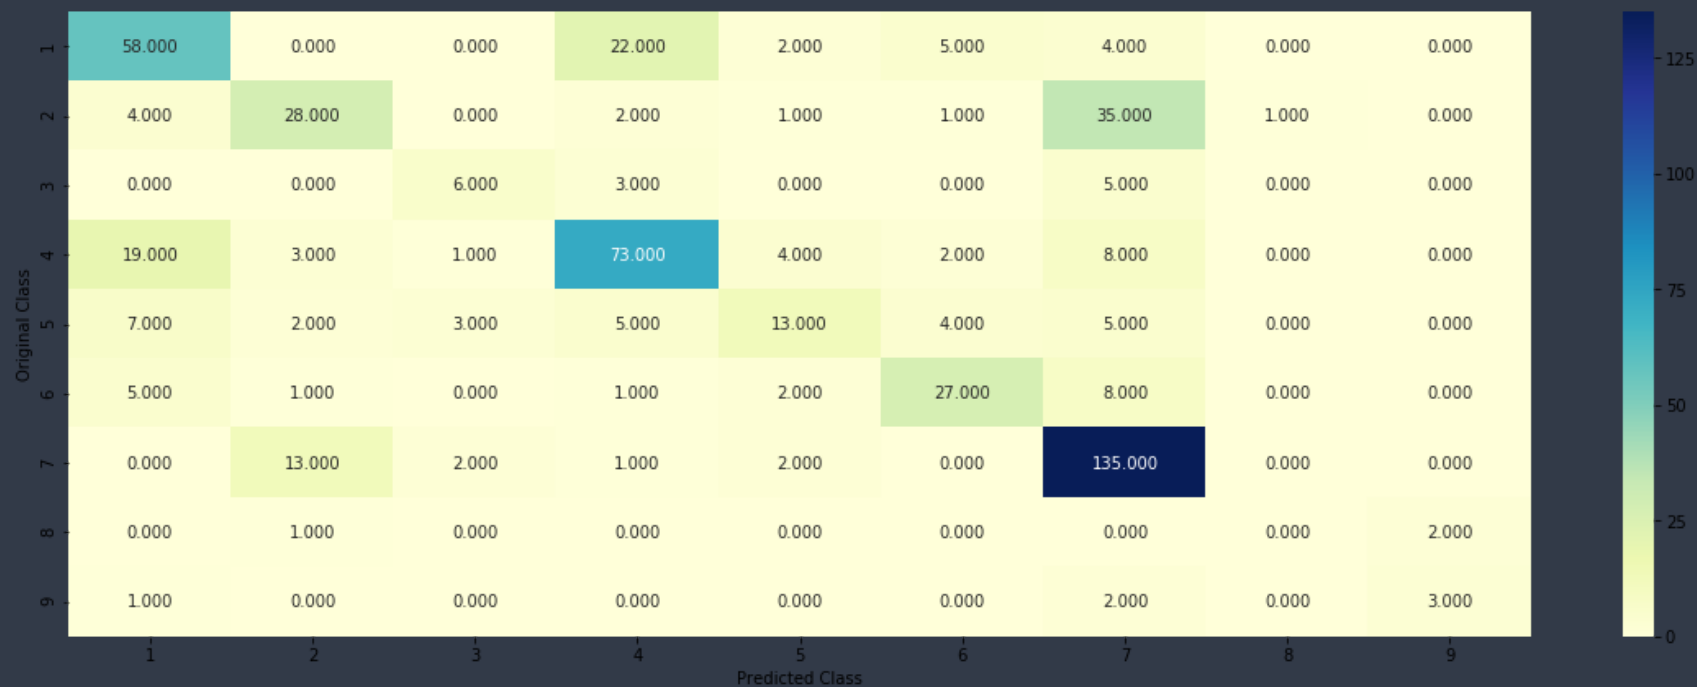 1 58.000 0.000 0.000 22.000 2.000 5.000 4.000 0.000 0.000
2 4.000 28.000 0.000 2.000 1.000 1.000 35.000 1.000 0.000
3 0.000 0.000 6.000 3.000 0.000 0.000 5.000 0.000 0.000
4 19.000 3.000 1.000 73.000 4.000 2.000 8.000 0.000 0.000
5 7.000 2.000 3.000 5.000 13.000 4.000 5.000 0.000 0.000
6 5.000 1.000 0.000 1.000 2.000 27.000 8.000 0.000 0.000
7 0.000 13.000 2.000 1.000 2.000 0.000 135.000 0.000 0.000
8 0.000 1.000 0.000 0.000 0.000 0.000 0.000 0.000 2.000
9 1.000 0.000 0.000 0.000 0.000 0.000 2.000 0.000 3.000
1 2 3 4 5 6 7 8 9
Predicted Class
Original Class
125
100
75
50
25
0